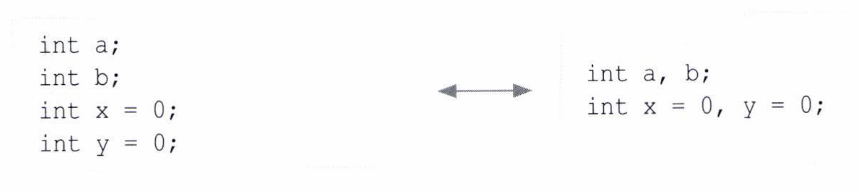 int a;
int b;
int x = 0;
int y = 0;
int a, b;
int x = 0, y = 0;